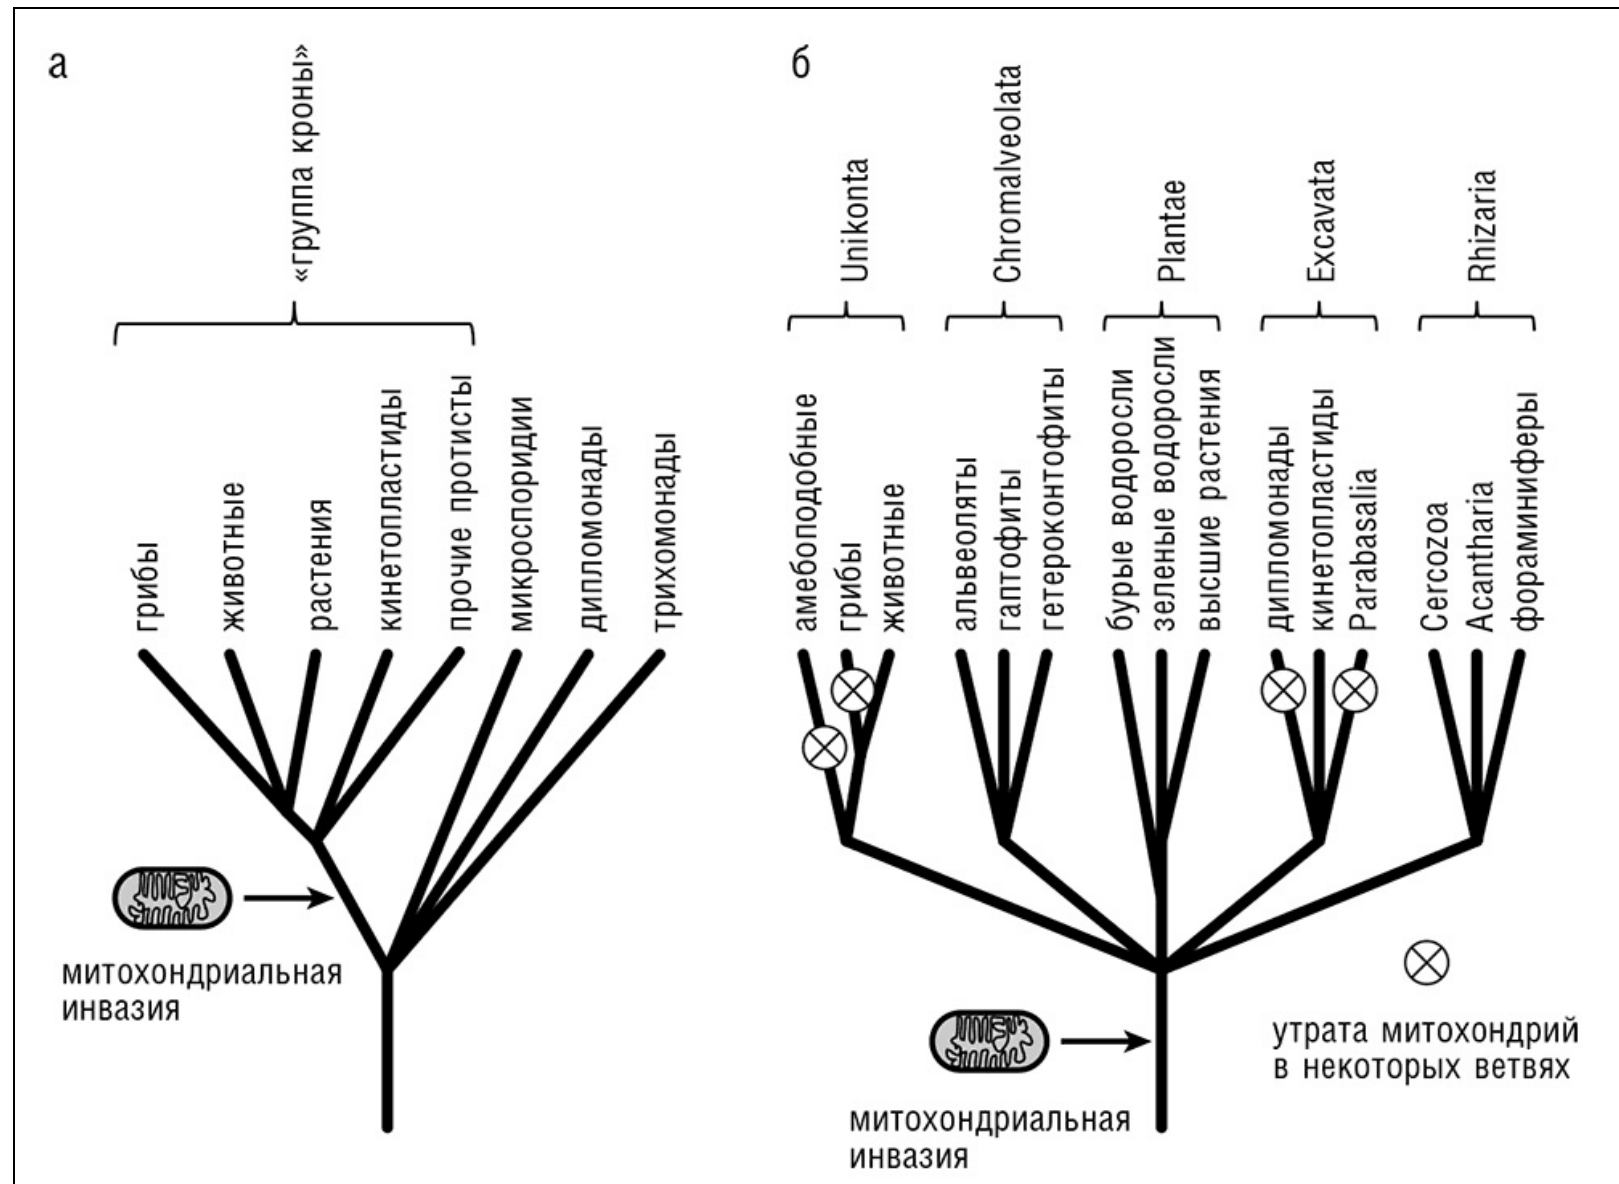 а
«группа кроны»
грибы
животные
растения
кинетопластиды
прочие протисты
микроспоридии
дипломонады
трихомонады
митохондриальная
инвазия
б
Unikonta
Chromalveolata
Plantae
Excavata
Rhizaria
амебоподобные
грибы
животные
альвеоляты
гаптофиты
гетероконтофиты
бурые водоросли
зеленые водоросли
высшие растения
дипломонады
кинетопластиды
Parabasalia
Cercozoa
Acantharia
фораминиферы
митохондриальная
инвазия
утрата митохондрий
в некоторых ветвях